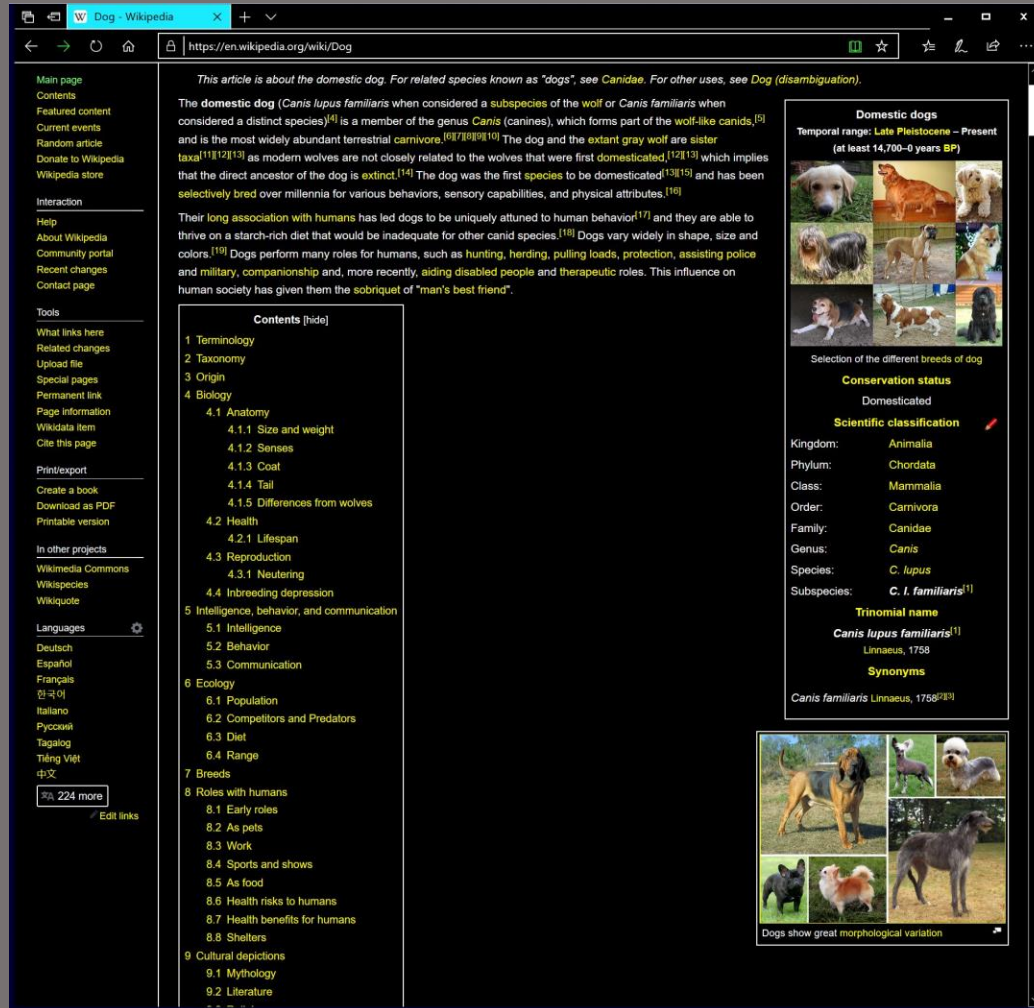 Dog - Wikipedia
https://en.wikipedia.org/wiki/Dog
Main page
Contents
Featured content
Current events
Random article
Donate to Wikipedia
Wikipedia store
Interaction
Help
About Wikipedia
Community portal
Recent changes
Contact page
Tools
What links here
Related changes
Upload file
Special pages
Permanent link
Page information
Wikidata item
Cite this page
Print/export
Create a book
Download as PDF
Printable version
In other projects
Wikimedia Commons
Wikispecies
Wikiquote
Languages
Deutsch
Español
Français
한국어
Italiano
Русский
Tagalog
Tiếng Việt
中文
224 more
Edit links
This article is about the domestic dog. For related species known as "dogs", see Canidae. For other uses, see Dog (disambiguation).
The domestic dog (Canis lupus familiaris when considered a subspecies of the wolf or Canis familiaris when
considered a distinct species)[4] is a member of the genus Canis (canines), which forms part of the wolf-like canids,[5]
and is the most widely abundant terrestrial carnivore.[6][7][8][9][10] The dog and the extant gray wolf are sister
taxa[11][12][13] as modern wolves are not closely related to the wolves that were first domesticated,[12][13] which implies
that the direct ancestor of the dog is extinct.[14] The dog was the first species to be domesticated[13][15] and has been
selectively bred over millennia for various behaviors, sensory capabilities, and physical attributes.[16]
Their long association with humans has led dogs to be uniquely attuned to human behavior[17] and they are able to
thrive on a starch-rich diet that would be inadequate for other canid species.[18] Dogs vary widely in shape, size and
colors.[19] Dogs perform many roles for humans, such as hunting, herding, pulling loads, protection, assisting police
and military, companionship and, more recently, aiding disabled people and therapeutic roles. This influence on
human society has given them the sobriquet of "man's best friend".
Contents [hide]
1 Terminology
2 Taxonomy
3 Origin
4 Biology
4.1 Anatomy
4.1.1 Size and weight
4.1.2 Senses
4.1.3 Coat
4.1.4 Tail
4.1.5 Differences from wolves
4.2 Health
4.2.1 Lifespan
4.3 Reproduction
4.3.1 Neutering
4.4 Inbreeding depression
5 Intelligence, behavior, and communication
5.1 Intelligence
5.2 Behavior
5.3 Communication
6 Ecology
6.1 Population
6.2 Competitors and Predators
6.3 Diet
6.4 Range
7 Breeds
8 Roles with humans
8.1 Early roles
8.2 As pets
8.3 Work
8.4 Sports and shows
8.5 As food
8.6 Health risks to humans
8.7 Health benefits for humans
8.8 Shelters
9 Cultural depictions
9.1 Mythology
9.2 Literature
Domestic dogs
Temporal range: Late Pleistocene – Present
(at least 14,700–0 years BP)
Selection of the different breeds of dog
Conservation status
Domesticated
Scientific classification
Kingdom: Animalia
Phylum: Chordata
Class: Mammalia
Order: Carnivora
Family: Canidae
Genus: Canis
Species: C. lupus
Subspecies: C. l. familiaris[1]
Trinomial name
Canis lupus familiaris[1]
Linnaeus, 1758
Synonyms
Canis familiaris Linnaeus, 1758[2][3]
Dogs show great morphological variation